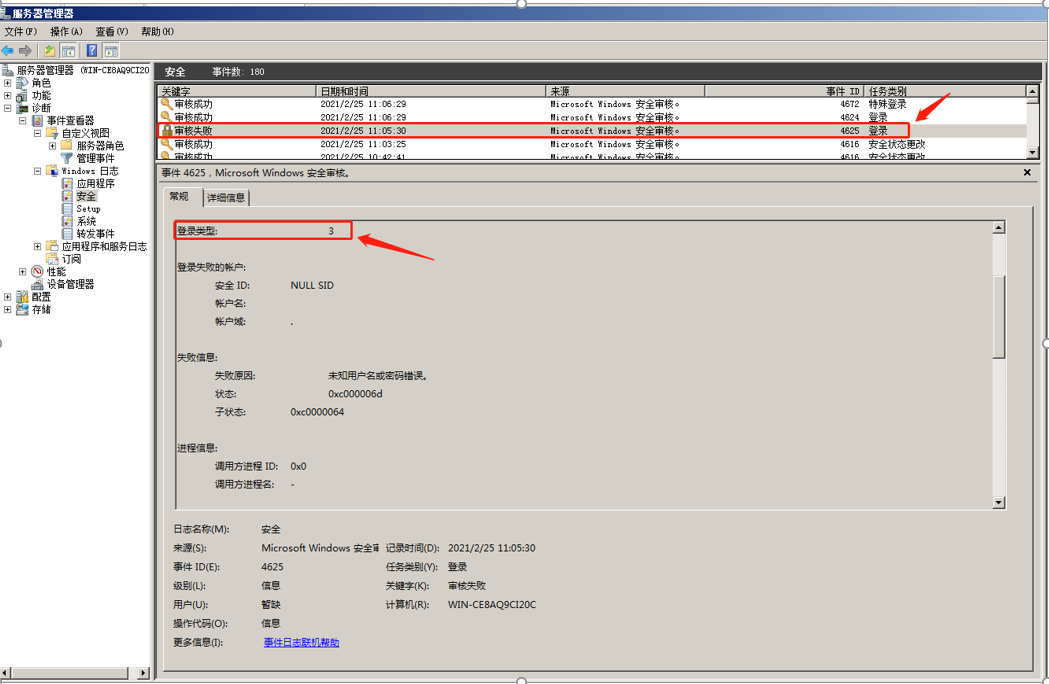 服务器管理器
文件(F) 操作(A) 查看(V) 帮助(H)
服务器管理器 (WIN-CE8AQ9CI20
角色
功能
诊断
事件查看器
自定义视图
服务器角色
管理事件
Windows 日志
应用程序
安全
Setup
系统
转发事件
应用程序和服务日志
订阅
性能
设备管理器
配置
存储
安全 事件数: 180
关键字 日期和时间 来源 事件 ID 任务类别
审核成功 2021/2/25 11:06:29 Microsoft Windows 安全审核。 4672 特殊登录
审核成功 2021/2/25 11:06:29 Microsoft Windows 安全审核。 4624 登录
审核失败 2021/2/25 11:05:30 Microsoft Windows 安全审核。 4625 登录
审核成功 2021/2/25 11:03:25 Microsoft Windows 安全审核。 4616 安全状态更改
审核成功 2021/2/25 10:42:41 Microsoft Windows 安全审核。 4616 安全状态更改
事件 4625，Microsoft Windows 安全审核。
常规 详细信息
登录类型: 3
登录失败的帐户:
安全 ID: NULL SID
帐户名:
帐户域: .
失败信息:
失败原因: 未知用户名或密码错误。
状态: 0xc000006d
子状态: 0xc0000064
进程信息:
调用方进程 ID: 0x0
调用方进程名: -
日志名称(M): 安全
来源(S): Microsoft Windows 安全审 记录时间(D): 2021/2/25 11:05:30
事件 ID(E): 4625 任务类别(Y): 登录
级别(L): 信息 关键字(K): 审核失败
用户(U): 暂缺 计算机(R): WIN-CE8AQ9CI20C
操作代码(O): 信息
更多信息(I): 事件日志联机帮助